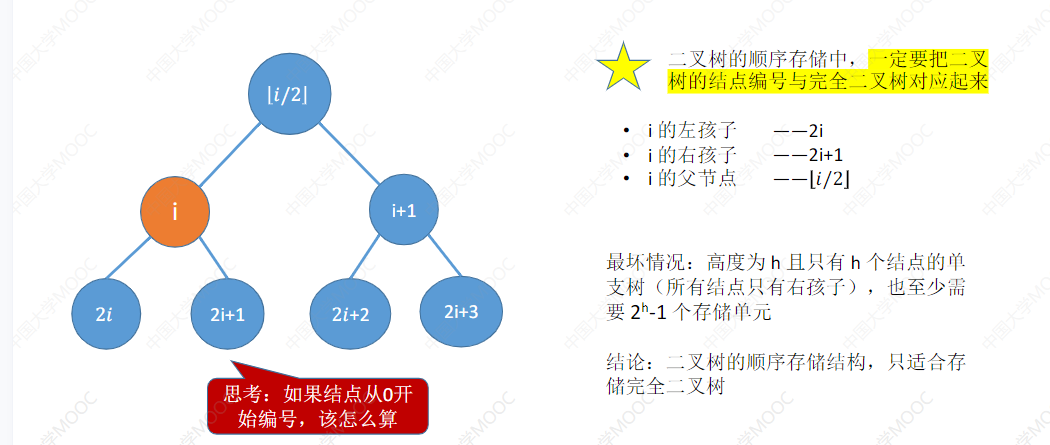 ⌊i/2⌋
i
i+1
2i
2i+1
2i+2
2i+3
思考：如果结点从0开
始编号，该怎么算
二叉树的顺序存储中，一定要把二叉
树的结点编号与完全二叉树对应起来
• i 的左孩子 ——2i
• i 的右孩子 ——2i+1
• i 的父节点 ——⌊i/2⌋
最坏情况：高度为 h 且只有 h 个结点的单
支树（所有结点只有右孩子），也至少需
要 2ʰ-1 个存储单元
结论：二叉树的顺序存储结构，只适合存
储完全二叉树
中国大学MOOC